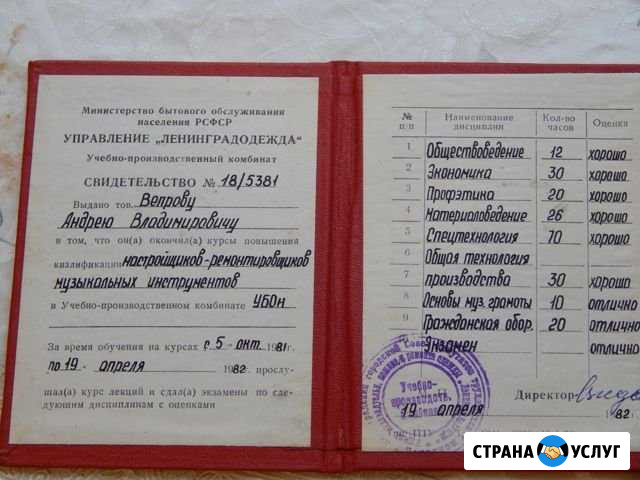 Министерство бытового обслуживания
населения РСФСР
УПРАВЛЕНИЕ „ЛЕНИНГРАДОДЕЖДА“
Учебно-производственный комбинат
СВИДЕТЕЛЬСТВО № 18/5381
Выдано тов. Вепрову
Андрею Владимировичу
в том, что он(а) окончил(а) курсы повышения
квалификации настройщиков-ремонтировщиков
музыкальных инструментов
в Учебно-производственном комбинате УБОН
За время обучения на курсах с 5 окт. 1981 г.
по 19 апреля 1982 прослу-
шал(а) курс лекций и сдал(а) экзамены по сле-
дующим дисциплинам с оценками
№ п/п Наименование дисциплин Кол-во часов Оценка
1 Обществоведение 12 хорошо
2 Экономика 30 хорошо
3 Профэтика 20 хорошо
4 Материаловедение 26 хорошо
5 Спецтехнология 70 хорошо
6 Общая технология
7 производства 30 хорошо
8 Основы муз. грамоты 10 отлично
9 Гражданская обор. 20 отлично
Экзамен отлично
Учебно-
производств.
Директор
19 апреля 1982 г.
СТРАНА УСЛУГ